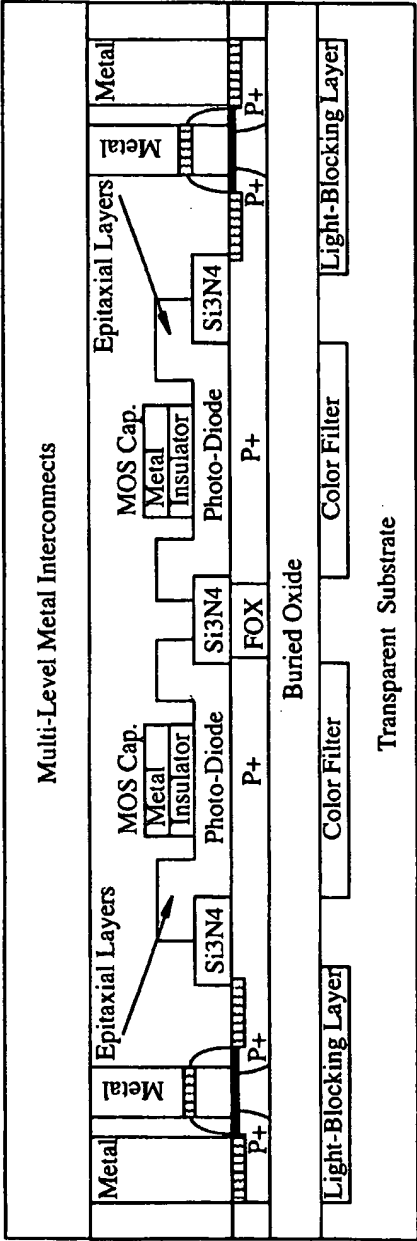 Multi-Level Metal Interconnects
Metal
Metal
Epitaxial Layers
MOS Cap.
Metal
Insulator
Photo-Diode
MOS Cap.
Metal
Insulator
Photo-Diode
Epitaxial Layers
Metal
Metal
Si3N4
Si3N4
Si3N4
P+
P+
P+
FOX
P+
P+
P+
Buried Oxide
Light-Blocking Layer
Color Filter
Color Filter
Light-Blocking Layer
Transparent Substrate